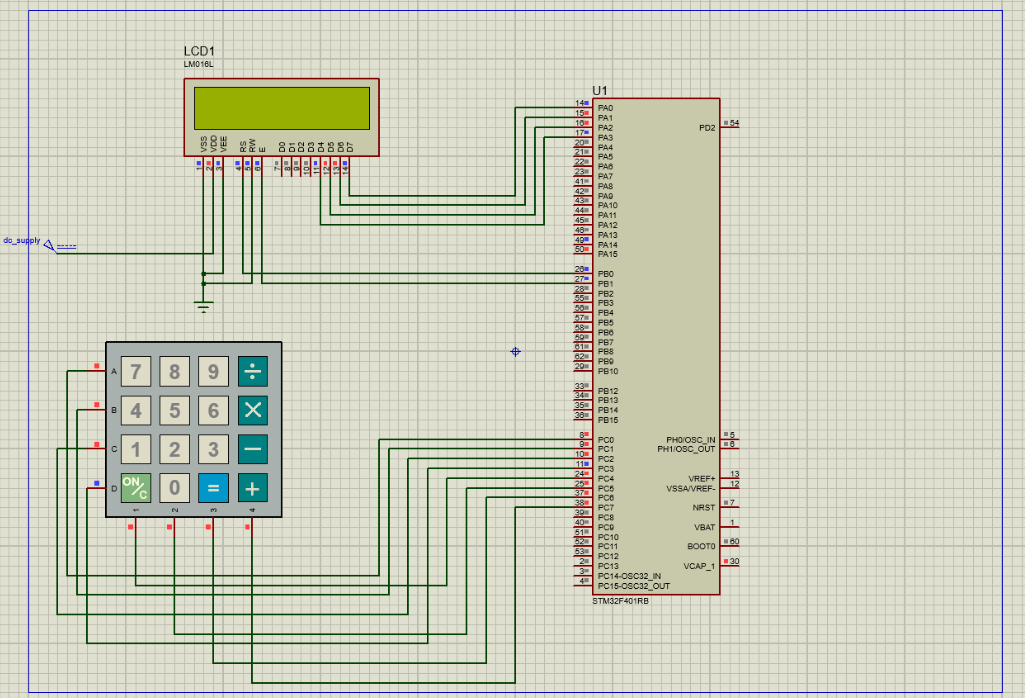 LCD1
LM016L
VSS VDD VEE RS RW E D0 D1 D2 D3 D4 D5 D6 D7
1 2 3 4 5 6 7 8 9 10 11 12 13 14
dc_supply
A 7 8 9 ÷
B 4 5 6 ×
C 1 2 3 −
D ON/C 0 = +
1 2 3 4
U1
14 PA0
15 PA1
16 PA2 PD2 54
17 PA3
20 PA4
21 PA5
22 PA6
23 PA7
41 PA8
42 PA9
43 PA10
44 PA11
45 PA12
46 PA13
49 PA14
50 PA15
26 PB0
27 PB1
28 PB2
55 PB3
56 PB4
57 PB5
58 PB6
59 PB7
61 PB8
62 PB9
29 PB10
33 PB12
34 PB13
35 PB14
36 PB15
8 PC0 PH0/OSC_IN 5
9 PC1 PH1/OSC_OUT 6
10 PC2
11 PC3
24 PC4 VREF+ 13
25 PC5 VSSA/VREF- 12
37 PC6
38 PC7 NRST 7
39 PC8
40 PC9 VBAT 1
51 PC10
52 PC11 BOOT0 60
53 PC12
2 PC13 VCAP_1 30
3 PC14-OSC32_IN
4 PC15-OSC32_OUT
STM32F401RB